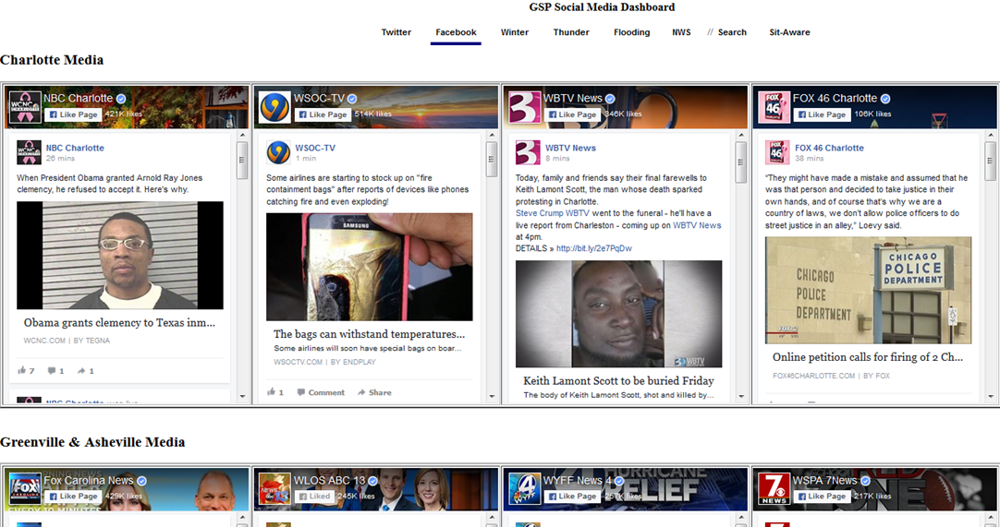 GSP Social Media Dashboard
Twitter Facebook Winter Thunder Flooding NWS // Search Sit-Aware
Charlotte Media
NBC Charlotte
Like Page 421K likes
NBC Charlotte
26 mins
When President Obama granted Arnold Ray Jones
clemency, he refused to accept it. Here's why.
Obama grants clemency to Texas inm...
WCNC.COM | BY TEGNA
7 1 1
NBC Charlotte was live
WSOC-TV
Like Page 514K likes
WSOC-TV
1 min
Some airlines are starting to stock up on "fire
containment bags" after reports of devices like phones
catching fire and even exploding!
SAMSUNG
The bags can withstand temperatures...
Some airlines will soon have special bags on boar...
WSOCTV.COM | BY ENDPLAY
1 Comment Share
WBTV News
Like Page 346K likes
WBTV News
8 mins
Today, family and friends say their final farewells to
Keith Lamont Scott, the man whose death sparked
protesting in Charlotte.
Steve Crump WBTV went to the funeral - he'll have a
live report from Charleston - coming up on WBTV News
at 4pm.
DETAILS » http://bit.ly/2e7PqDw
WBTV
Keith Lamont Scott to be buried Friday
The body of Keith Lamont Scott, shot and killed by...
FOX 46 Charlotte
Like Page 106K likes
FOX 46 Charlotte
38 mins
"They might have made a mistake and assumed that he
was that person and decided to take justice in their
own hands, and of course that's why we are a
country of laws, we don't allow police officers to do
street justice in an alley," Loevy said.
CHICAGO
POLICE
DEPARTMENT
CHICAGO
POLICE
DEPARTMENT
Online petition calls for firing of 2 Ch...
FOX46CHARLOTTE.COM | BY FOX
Greenville & Asheville Media
Fox Carolina News
Like Page 429K likes
WLOS ABC 13
Liked 245K likes
WYFF News 4
Like Page 257K likes
HURRICANE
RELIEF
WSPA 7News
Like Page 217K likes
7
NEWS